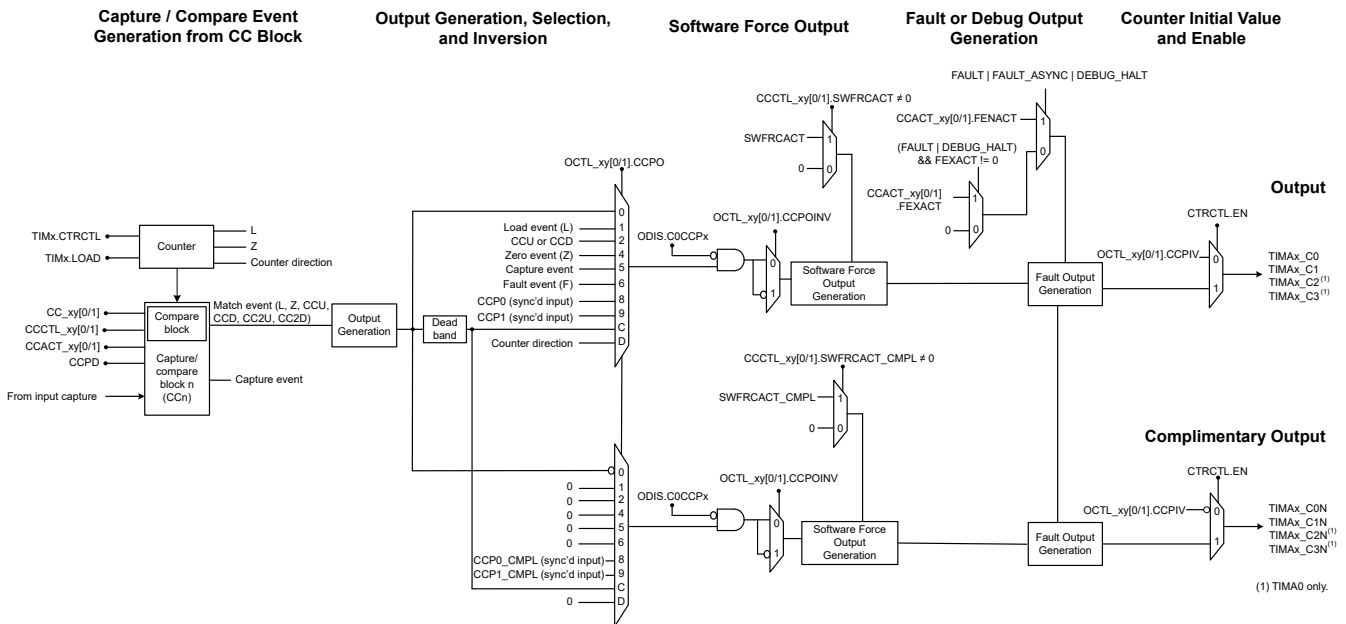 Capture / Compare Event
Generation from CC Block
Output Generation, Selection,
and Inversion
Software Force Output
Fault or Debug Output
Generation
Counter Initial Value
and Enable
FAULT | FAULT_ASYNC | DEBUG_HALT
CCCTL_xy[0/1].SWFRCACT ≠ 0
CCACT_xy[0/1].FENACT
1
0
SWFRCACT
1
0
0
(FAULT | DEBUG_HALT)
&& FEXACT != 0
CCACT_xy[0/1]
.FEXACT
1
0
0
OCTL_xy[0/1].CCPO
0
Load event (L)
1
CCU or CCD
2
Zero event (Z)
4
Capture event
5
Fault event (F)
6
CCP0 (sync'd input)
8
CCP1 (sync'd input)
9
C
Counter direction
D
OCTL_xy[0/1].CCPOINV
ODIS.C0CCPx
0
1
Software Force
Output
Generation
Fault Output
Generation
Output
CTRCTL.EN
OCTL_xy[0/1].CCPIV
0
1
TIMAx_C0
TIMAx_C1
TIMAx_C2(1)
TIMAx_C3(1)
TIMx.CTRCTL
TIMx.LOAD
Counter
L
Z
Counter direction
CC_xy[0/1]
CCCTL_xy[0/1]
CCACT_xy[0/1]
CCPD
From input capture
Compare
block
Capture/
compare
block n
(CCn)
Match event (L, Z, CCU,
CCD, CC2U, CC2D)
Capture event
Output
Generation
Dead
band
CCCTL_xy[0/1].SWFRCACT_CMPL ≠ 0
SWFRCACT_CMPL
1
0
0
Complimentary Output
0
0
1
0
2
0
4
0
5
0
6
CCP0_CMPL (sync'd input)
8
CCP1_CMPL (sync'd input)
9
C
0
D
OCTL_xy[0/1].CCPOINV
ODIS.C0CCPx
0
1
Software Force
Output
Generation
Fault Output
Generation
CTRCTL.EN
OCTL_xy[0/1].CCPIV
0
1
TIMAx_C0N
TIMAx_C1N
TIMAx_C2N(1)
TIMAx_C3N(1)
(1) TIMA0 only.